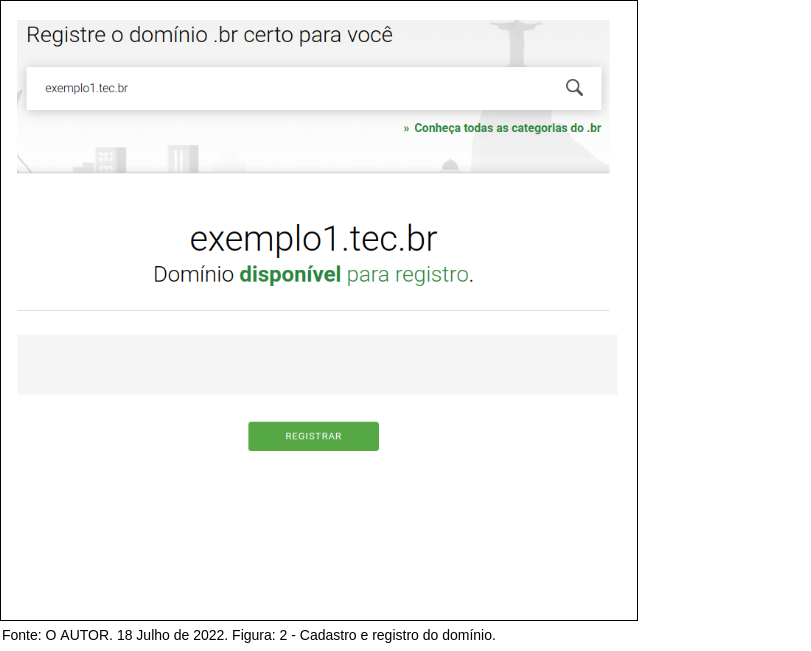 Registre o domínio .br certo para você
exemplo1.tec.br
» Conheça todas as categorias do .br
exemplo1.tec.br
Domínio disponível para registro.
REGISTRAR
Fonte: O AUTOR. 18 Julho de 2022. Figura: 2 - Cadastro e registro do domínio.